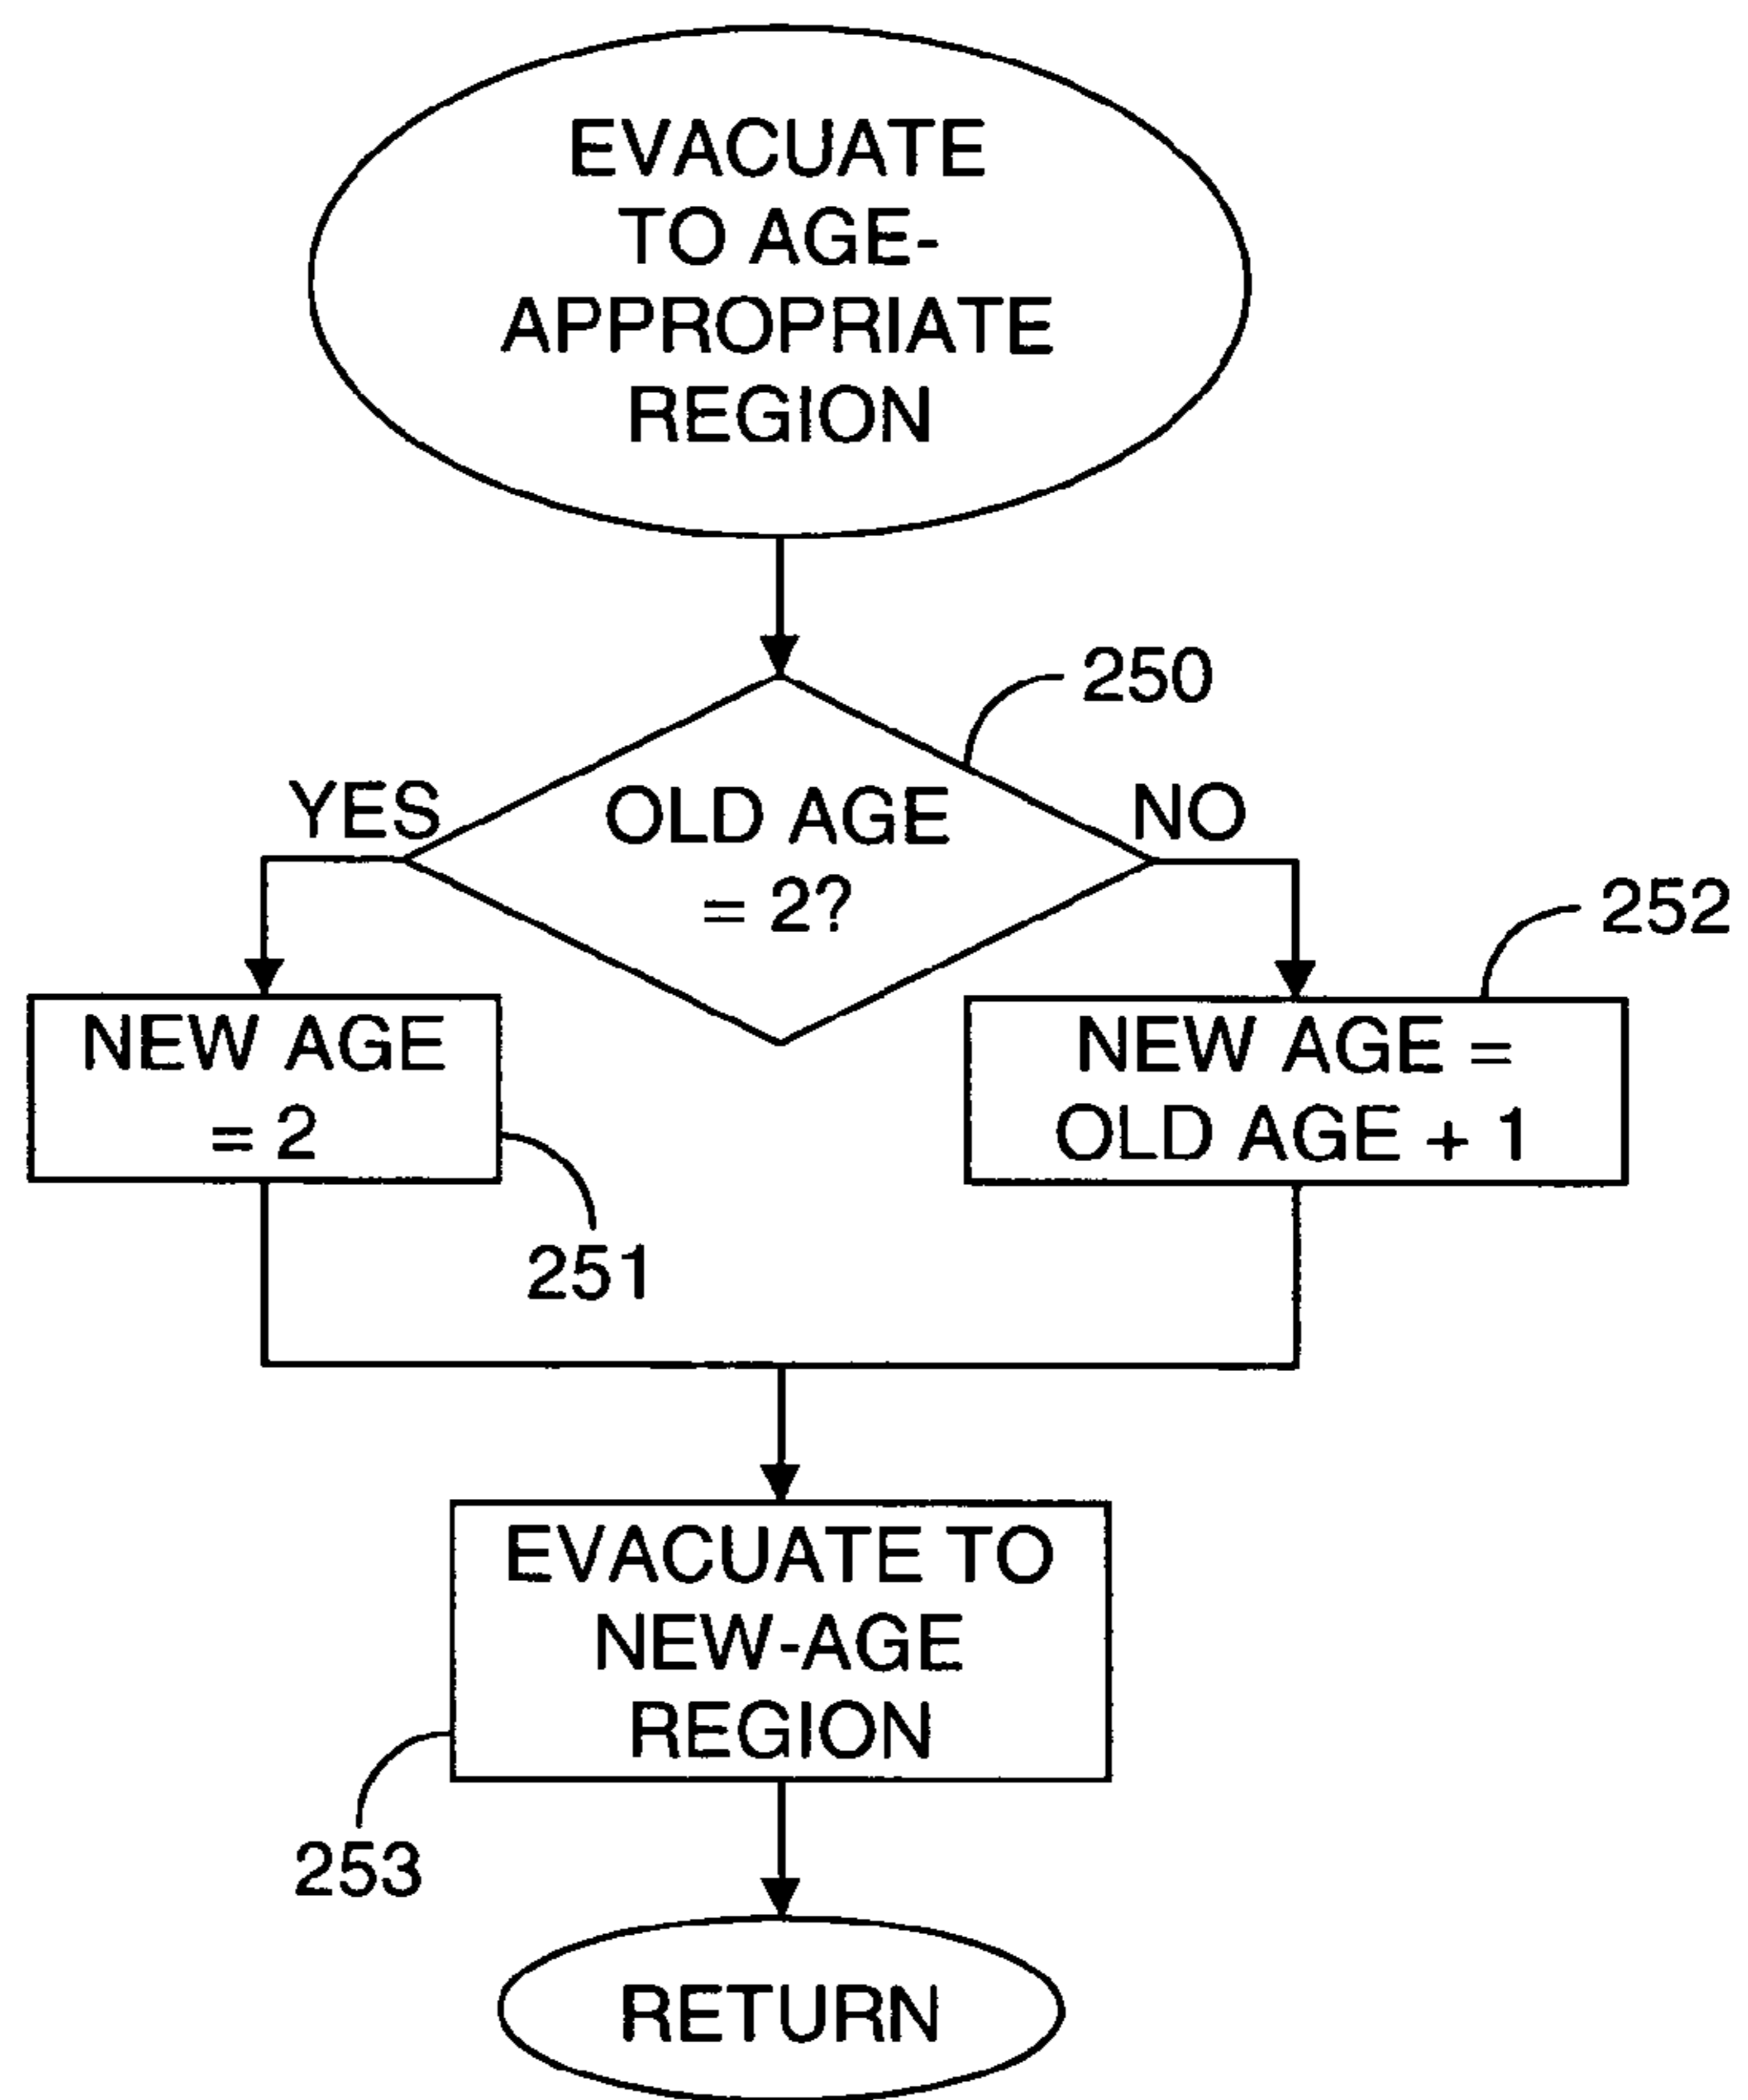 EVACUATE
TO AGE-
APPROPRIATE
REGION
250
YES
OLD AGE
= 2?
NO
252
NEW AGE
= 2
NEW AGE =
OLD AGE + 1
251
EVACUATE TO
NEW-AGE
REGION
253
RETURN